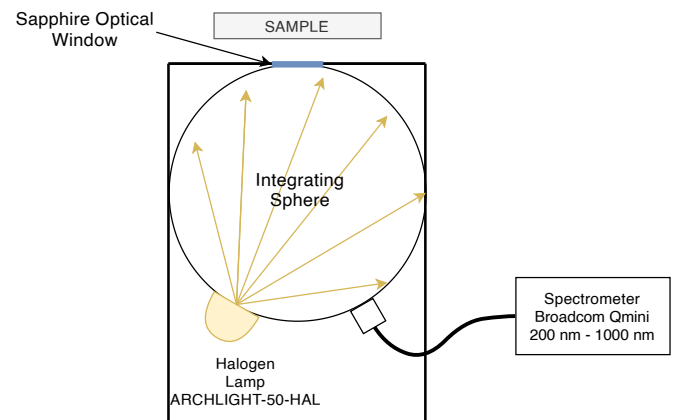 Sapphire Optical
Window
SAMPLE
Integrating
Sphere
Halogen
Lamp
ARCHLIGHT-50-HAL
Spectrometer
Broadcom Qmini
200 nm - 1000 nm